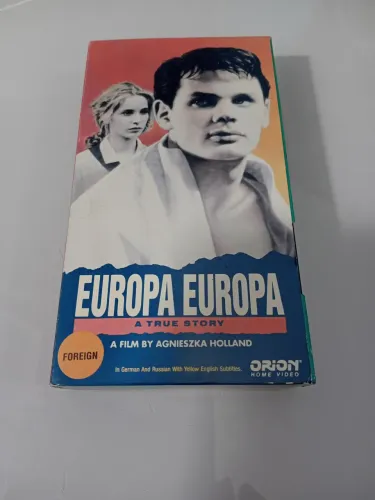 EUROPA EUROPA
A TRUE STORY
A FILM BY AGNIESZKA HOLLAND
FOREIGN
ORION
HOME VIDEO
In German And Russian With Yellow English Subtitles.